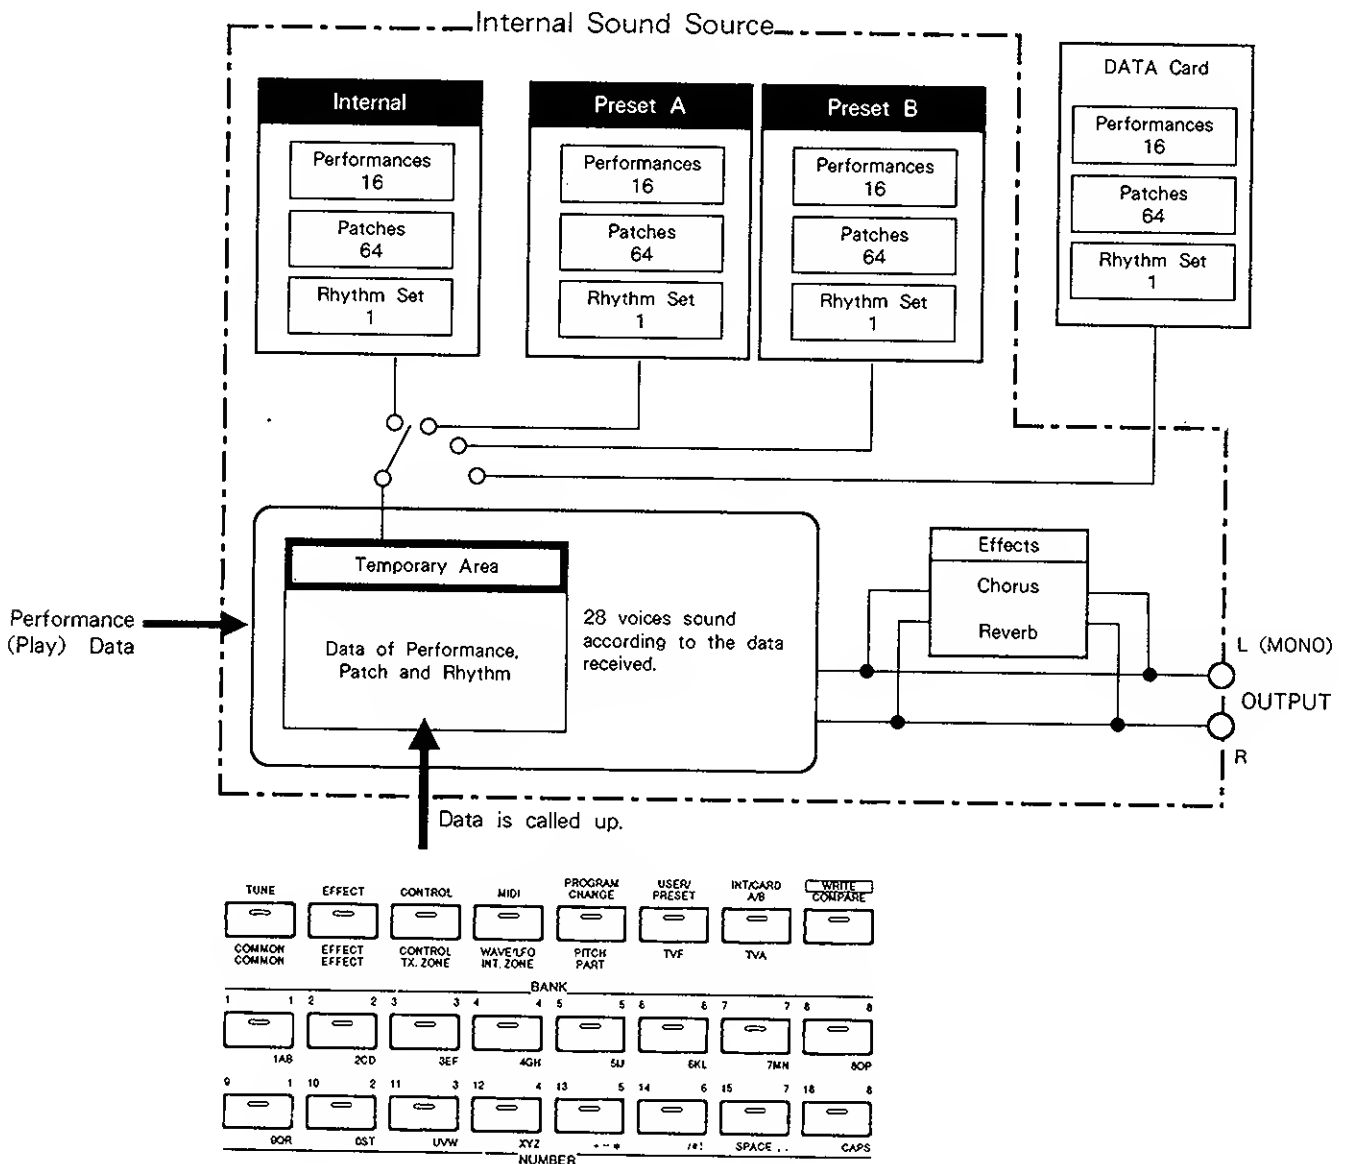 Internal Sound Source
DATA Card
Performances
16
Patches
64
Rhythm Set
1
Internal
Performances
16
Patches
64
Rhythm Set
1
Preset A
Performances
16
Patches
64
Rhythm Set
1
Preset B
Performances
16
Patches
64
Rhythm Set
1
Temporary Area
Data of Performance,
Patch and Rhythm
28 voices sound
according to the data
received.
Effects
Chorus
Reverb
Performance
(Play) Data
L (MONO)
OUTPUT
R
Data is called up.
TUNE
EFFECT
CONTROL
MIDI
PROGRAM
CHANGE
USER/
PRESET
INT/CARD
A/B
WRITE
COMPARE
COMMON
COMMON
EFFECT
EFFECT
CONTROL
TX. ZONE
WAVE/LFO
INT. ZONE
PITCH
PART
TVF
TVA
BANK
1 1 2 2 3 3 4 4 5 5 6 6 7 7 8 8
1AB 2CD 3EF 4GH 5IJ 6KL 7MN 8OP
9 1 10 2 11 3 12 4 13 5 14 6 15 7 16 8
9QR 0ST UVW XYZ SPACE CAPS
NUMBER